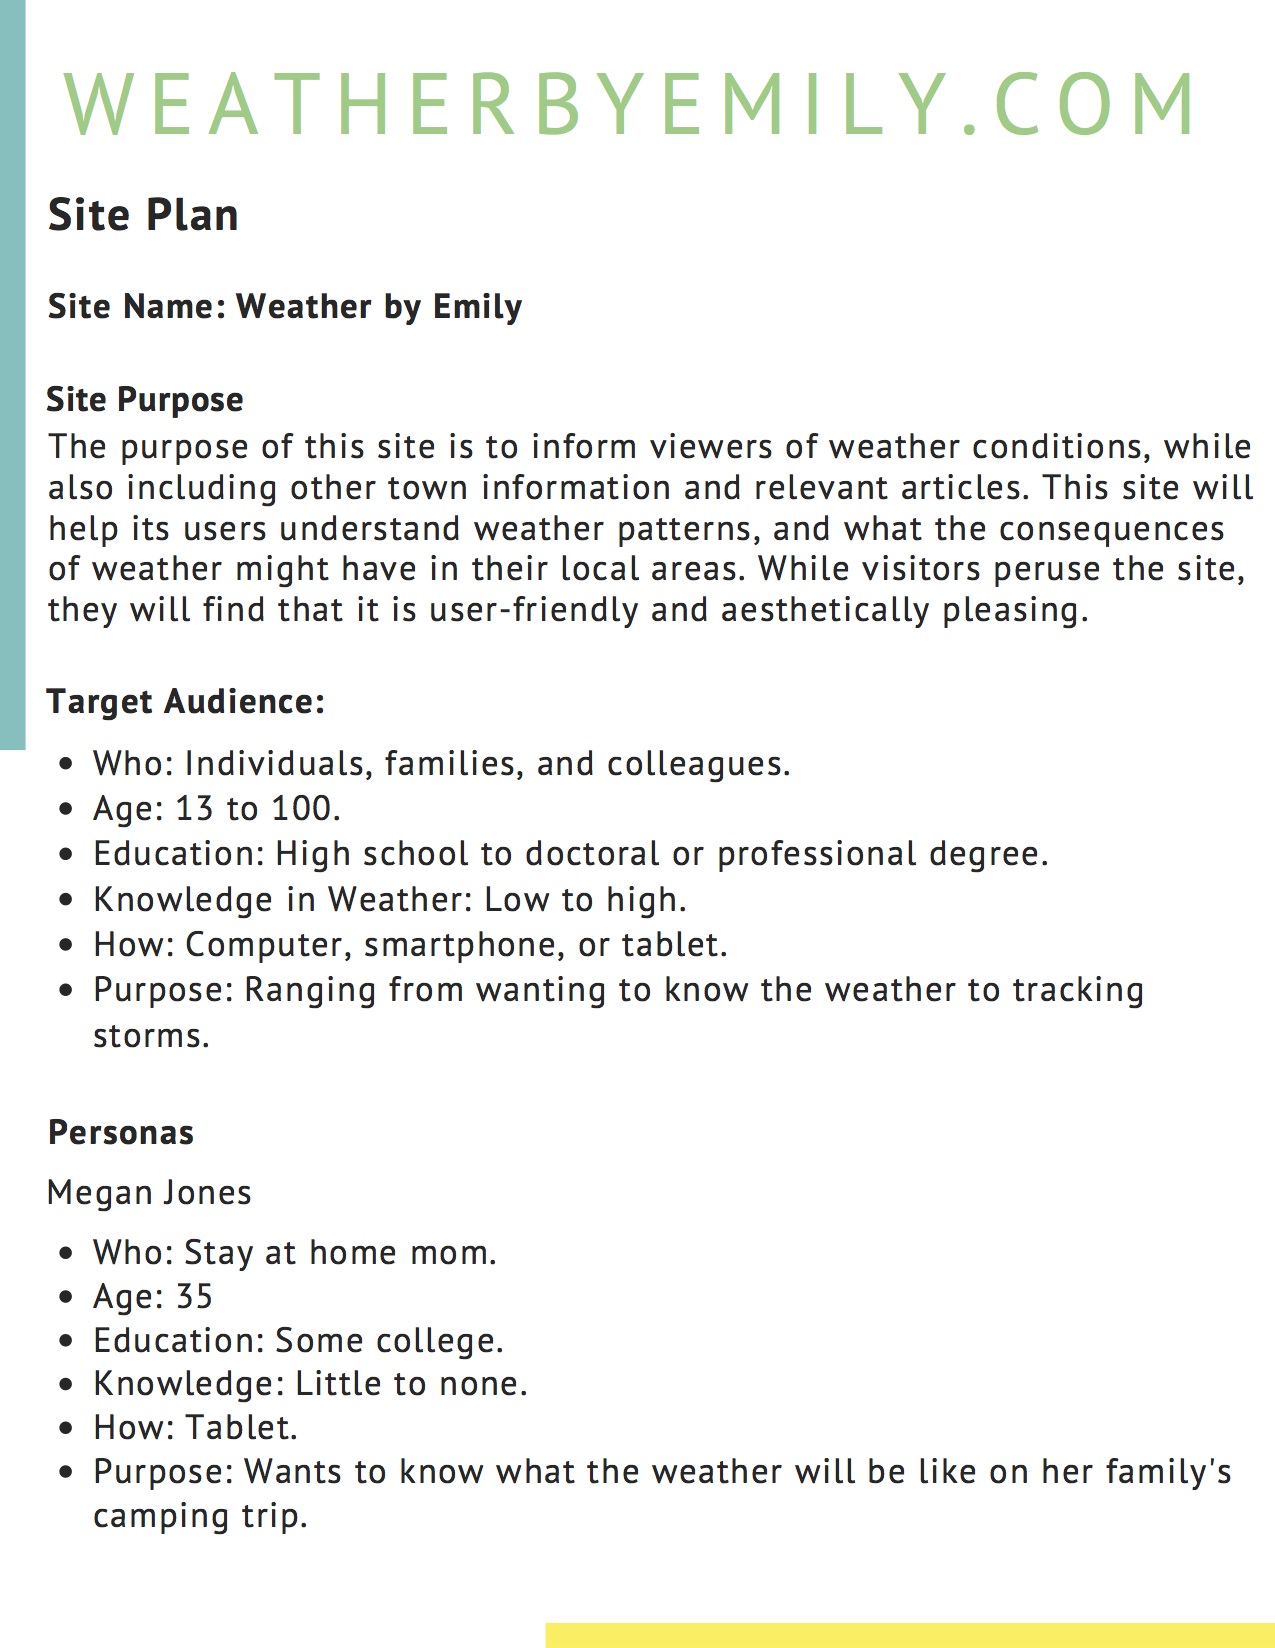 WEATHERBYEMILY.COM
Site Plan
Site Name: Weather by Emily
Site Purpose
The purpose of this site is to inform viewers of weather conditions, while
also including other town information and relevant articles. This site will
help its users understand weather patterns, and what the consequences
of weather might have in their local areas. While visitors peruse the site,
they will find that it is user-friendly and aesthetically pleasing.
Target Audience:
• Who: Individuals, families, and colleagues.
• Age: 13 to 100.
• Education: High school to doctoral or professional degree.
• Knowledge in Weather: Low to high.
• How: Computer, smartphone, or tablet.
• Purpose: Ranging from wanting to know the weather to tracking
storms.
Personas
Megan Jones
• Who: Stay at home mom.
• Age: 35
• Education: Some college.
• Knowledge: Little to none.
• How: Tablet.
• Purpose: Wants to know what the weather will be like on her family's
camping trip.